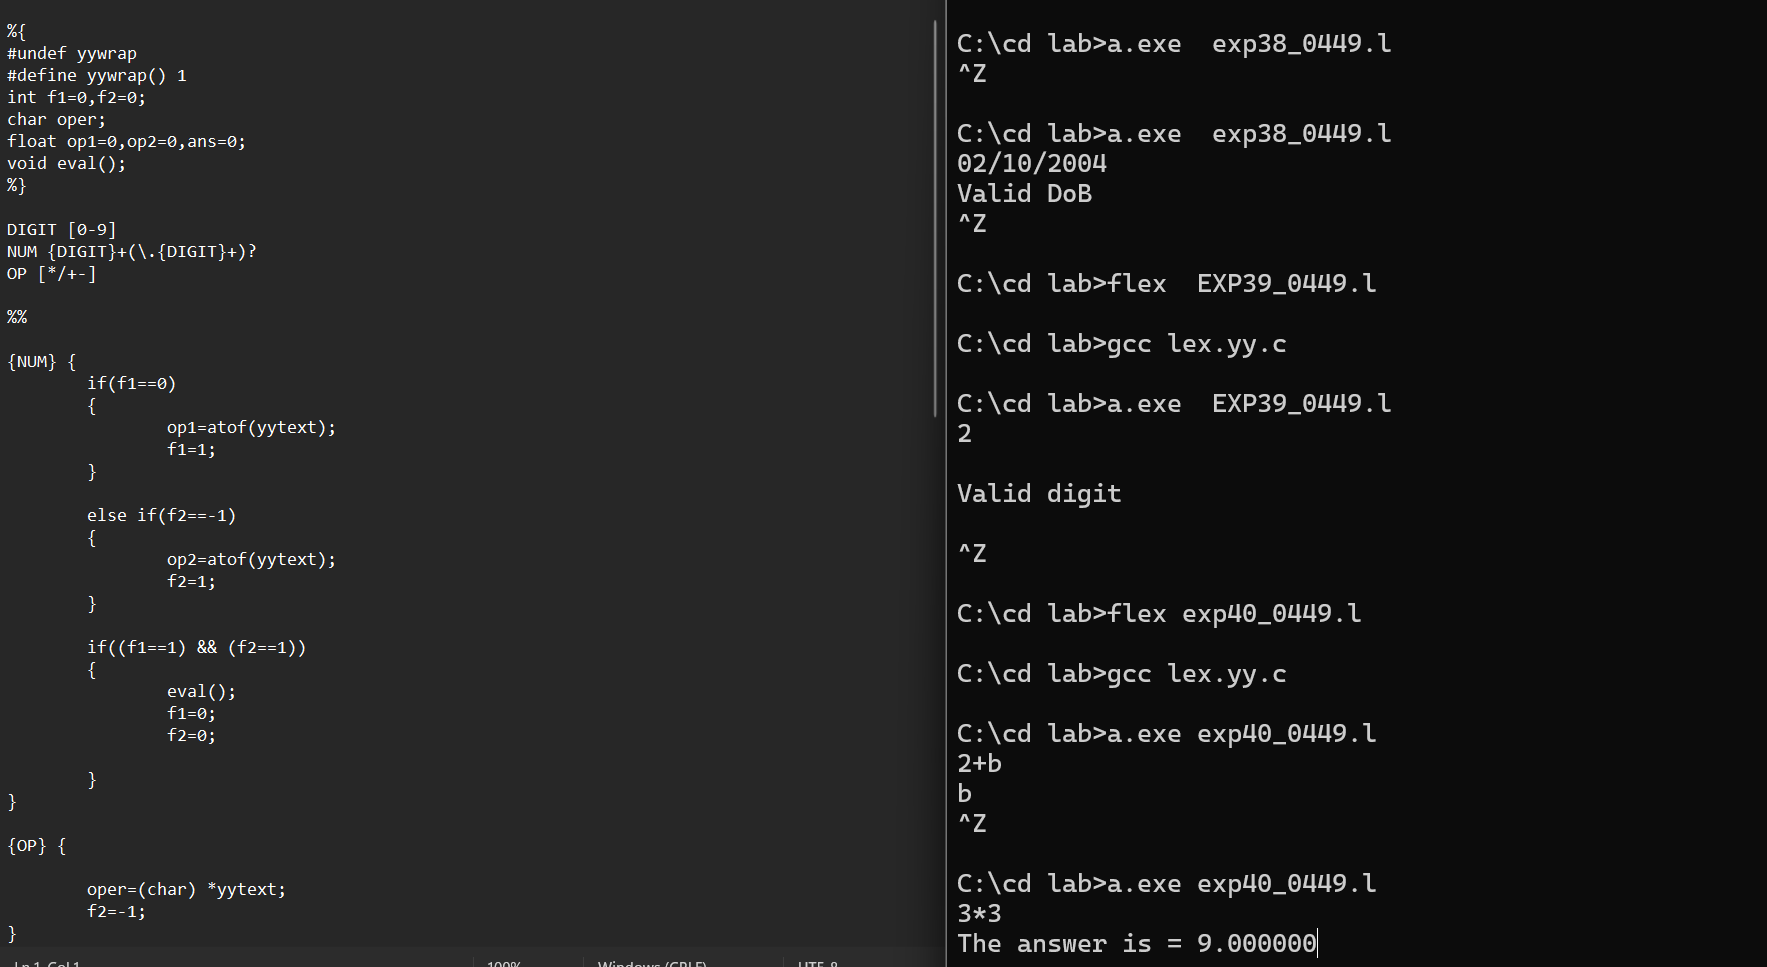 %{
#undef yywrap
#define yywrap() 1
int f1=0,f2=0;
char oper;
float op1=0,op2=0,ans=0;
void eval();
%}
DIGIT [0-9]
NUM {DIGIT}+(\.{DIGIT}+)?
OP [*/+-]
%%
{NUM} {
if(f1==0)
{
op1=atof(yytext);
f1=1;
}
else if(f2==-1)
{
op2=atof(yytext);
f2=1;
}
if((f1==1) && (f2==1))
{
eval();
f1=0;
f2=0;
}
}
{OP} {
oper=(char) *yytext;
f2=-1;
}
Ln 1, Col 1
100%
Windows (CRLF)
UTF-8
C:\cd lab>a.exe  exp38_0449.l
^Z
C:\cd lab>a.exe  exp38_0449.l
02/10/2004
Valid DoB
^Z
C:\cd lab>flex  EXP39_0449.l
C:\cd lab>gcc lex.yy.c
C:\cd lab>a.exe  EXP39_0449.l
2
Valid digit
^Z
C:\cd lab>flex exp40_0449.l
C:\cd lab>gcc lex.yy.c
C:\cd lab>a.exe exp40_0449.l
2+b
b
^Z
C:\cd lab>a.exe exp40_0449.l
3*3
The answer is = 9.000000